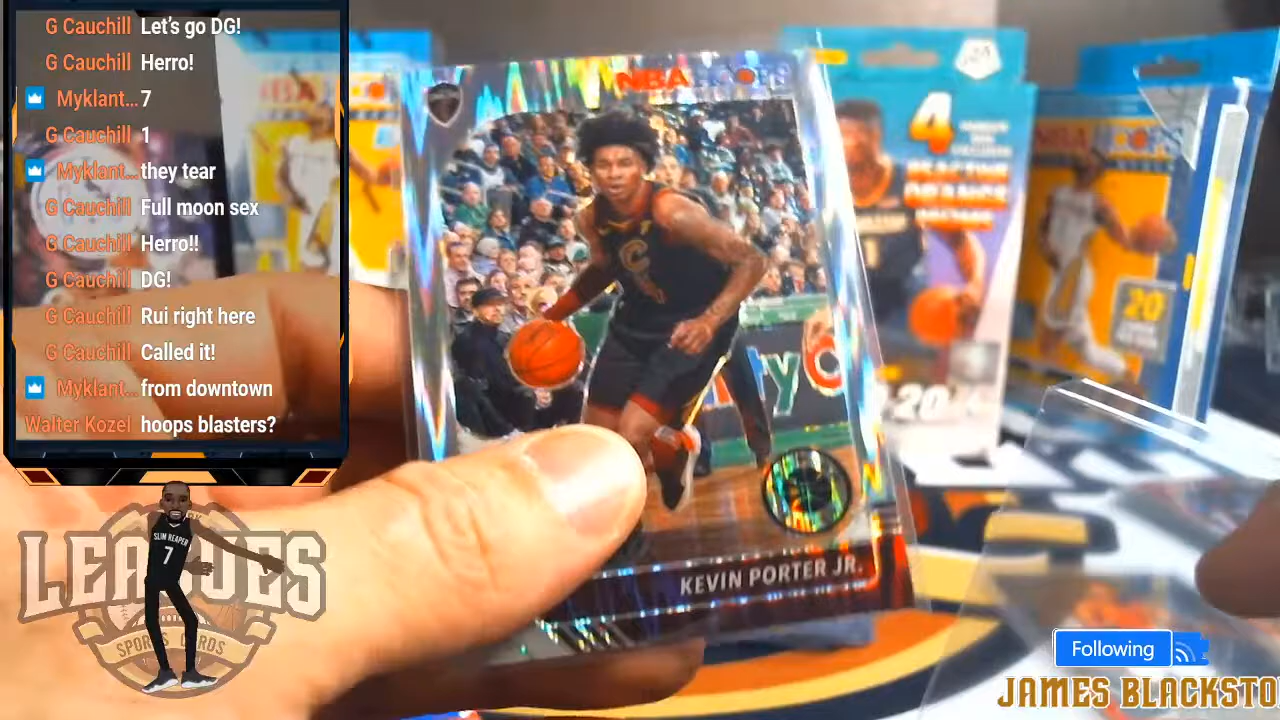 G Cauchill Let's go DG!
G Cauchill Herro!
Myklant... 7
G Cauchill 1
Myklant... they tear
G Cauchill Full moon sex
G Cauchill Herro!!
G Cauchill DG!
G Cauchill Rui right here
G Cauchill Called it!
Myklant... from downtown
Walter Kozel hoops blasters?
NBA HOOPS
KEVIN PORTER JR.
4
REACTIVE
ORANGE
20
LEAGUES
SPORTS CARDS
SLIM REAPER
7
Following
JAMES BLACKSTO